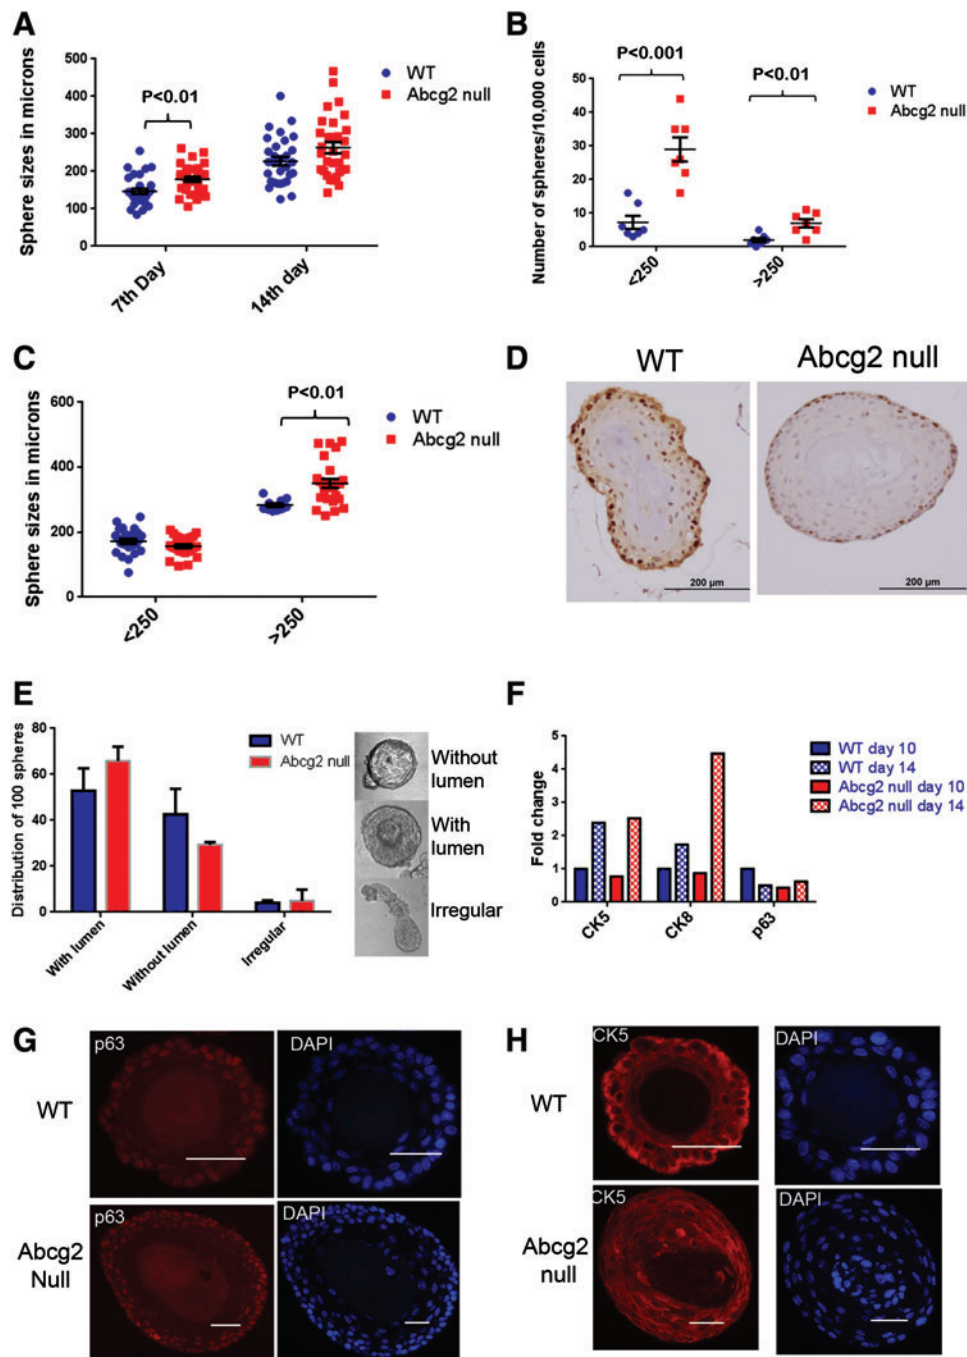 A
Sphere sizes in microns
500
400
300
200
100
0
P<0.01
7th Day
14th day
WT
Abcg2 null
B
Number of spheres/10,000 cells
50
40
30
20
10
0
P<0.001
P<0.01
<250
>250
WT
Abcg2 null
C
Sphere sizes in microns
600
400
200
0
P<0.01
<250
>250
WT
Abcg2 null
D
WT
Abcg2 null
200 µm
200 µm
E
Distribution of 100 spheres
80
60
40
20
0
With lumen
Without lumen
Irregular
WT
Abcg2 null
Without
lumen
With
lumen
Irregular
F
Fold change
5
4
3
2
1
0
CK5
CK8
p63
WT day 10
WT day 14
Abcg2 null day 10
Abcg2 null day 14
G
p63
DAPI
WT
p63
DAPI
Abcg2
Null
H
CK5
DAPI
WT
CK5
DAPI
Abcg2
null